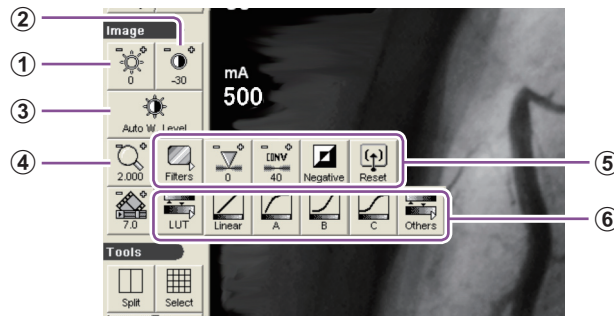 ②
Image
①
0
-30
③
Auto W. Level
mA
500
④
2.000
Filters
0
CONV
40
Negative
Reset
⑤
7.0
LUT
Linear
A
B
C
Others
⑥
Tools
Split
Select